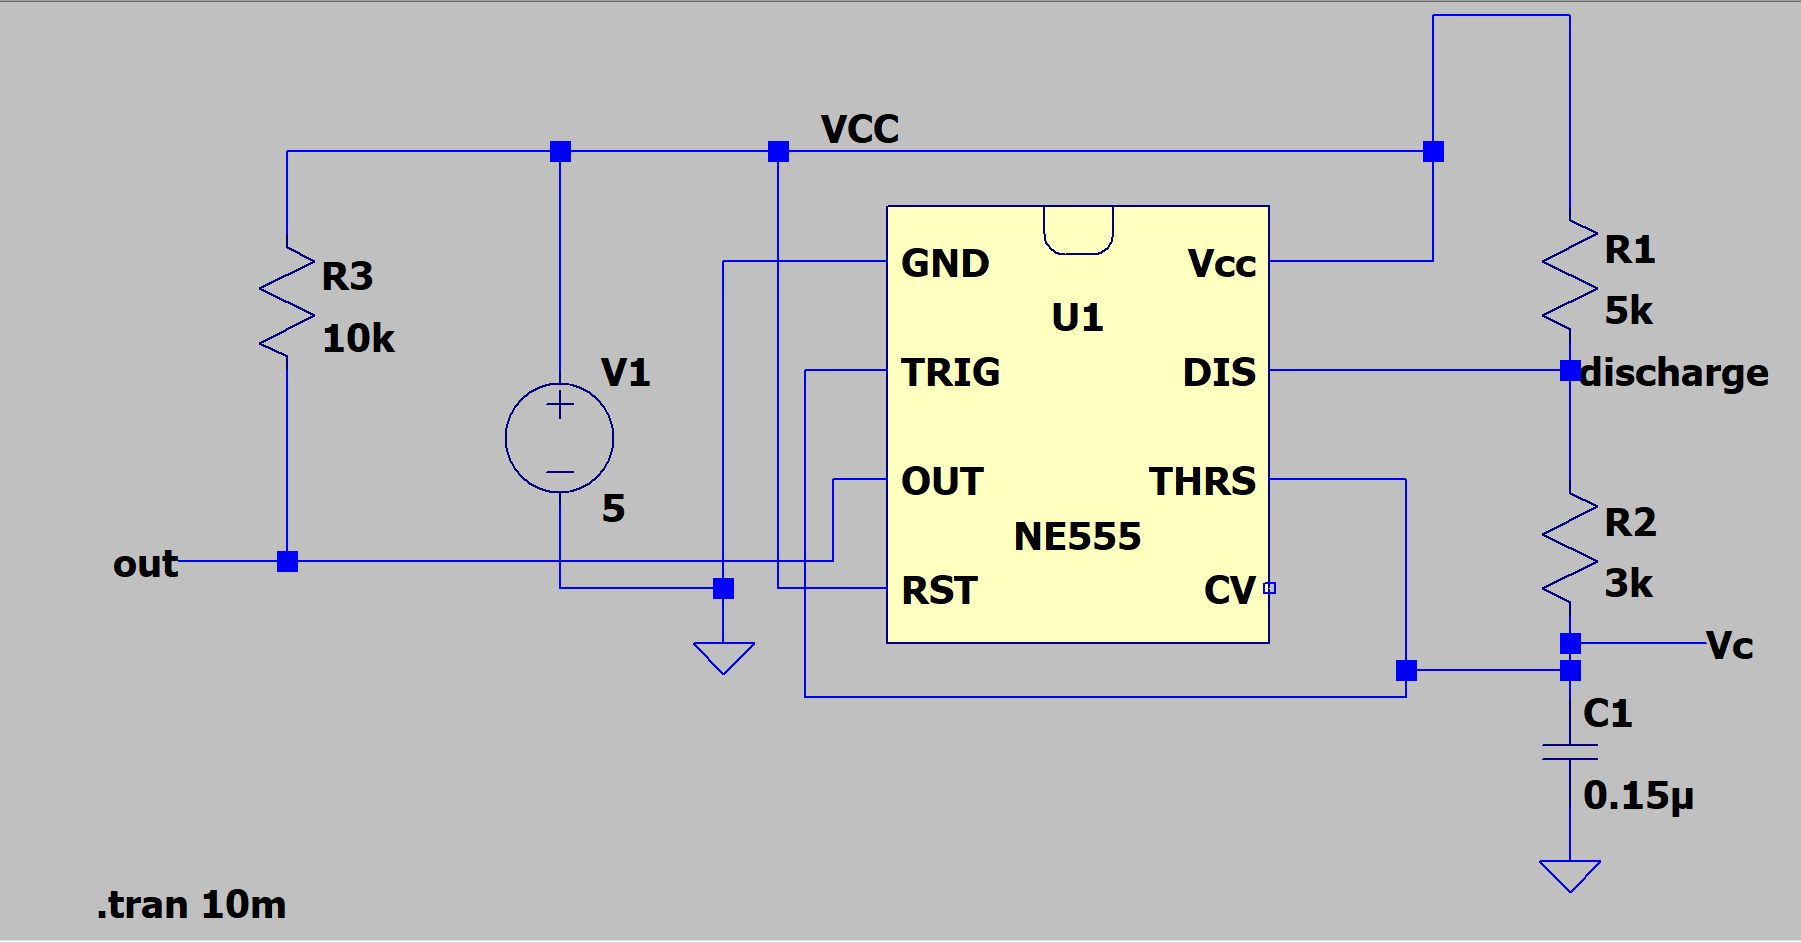 VCC
GND
Vcc
R1
R3
U1
5k
10k
V1
TRIG
DIS
discharge
OUT
THRS
5
R2
NE555
out
RST
CV
3k
Vc
C1
0.15µ
.tran 10m